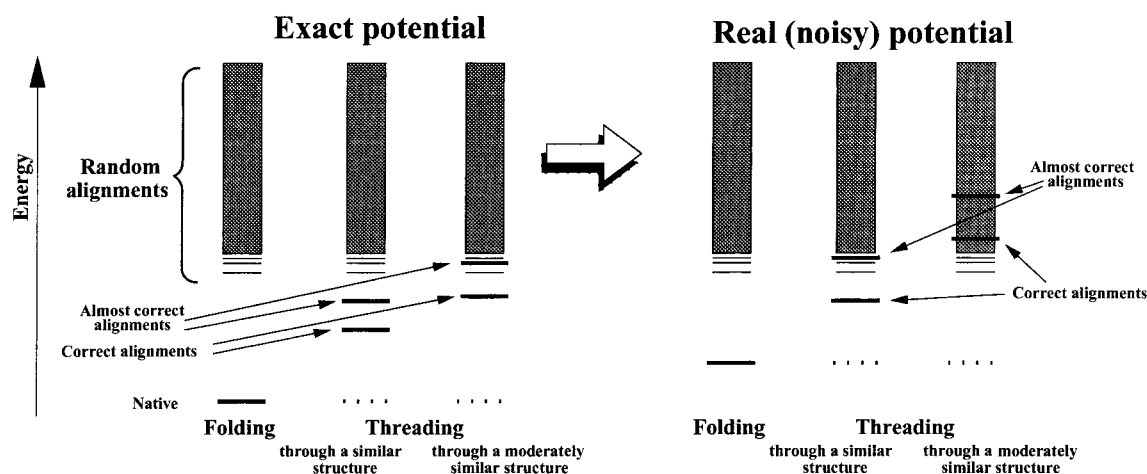 Exact potential
Energy
Random
alignments
Almost correct
alignments
Correct alignments
Native
Folding
Threading
through a similar
structure
through a moderately
similar structure
Real (noisy) potential
Almost correct
alignments
Correct alignments
Folding
Threading
through a similar
structure
through a moderately
similar structure